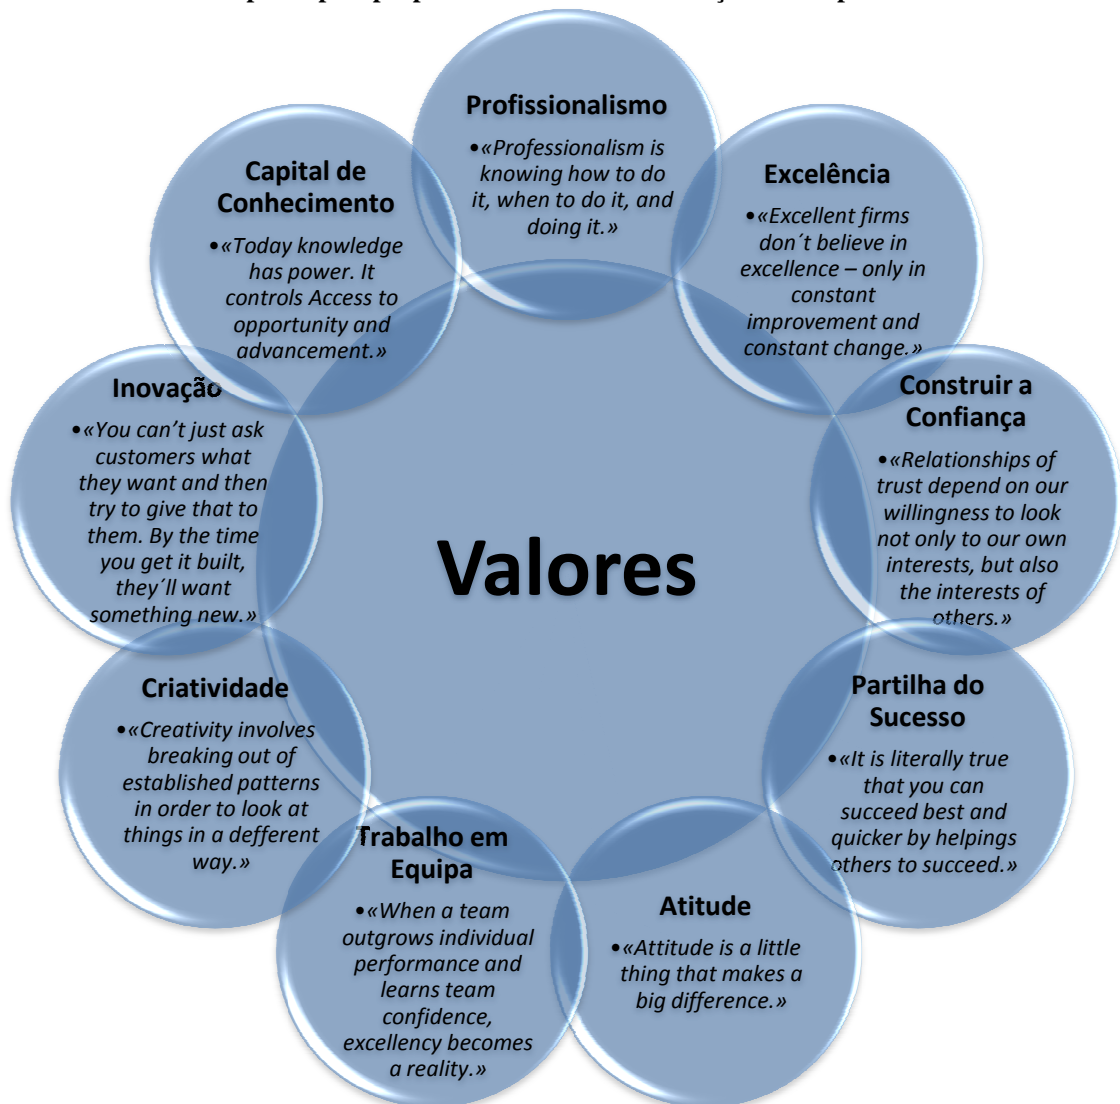 Profissionalismo
•«Professionalism is
knowing how to do
it, when to do it, and
doing it.»
Excelência
•«Excellent firms
don´t believe in
excellence – only in
constant
improvement and
constant change.»
Construir a
Confiança
•«Relationships of
trust depend on our
willingness to look
not only to our own
interests, but also
the interests of
others.»
Partilha do
Sucesso
•«It is literally true
that you can
succeed best and
quicker by helpings
others to succeed.»
Atitude
•«Attitude is a little
thing that makes a
big difference.»
Trabalho em
Equipa
•«When a team
outgrows individual
performance and
learns team
confidence,
excellency becomes
a reality.»
Criatividade
•«Creativity involves
breaking out of
established patterns
in order to look at
things in a defferent
way.»
Inovação
•«You can’t just ask
customers what
they want and then
try to give that to
them. By the time
you get it built,
they´ll want
something new.»
Capital de
Conhecimento
•«Today knowledge
has power. It
controls Access to
opportunity and
advancement.»
Valores